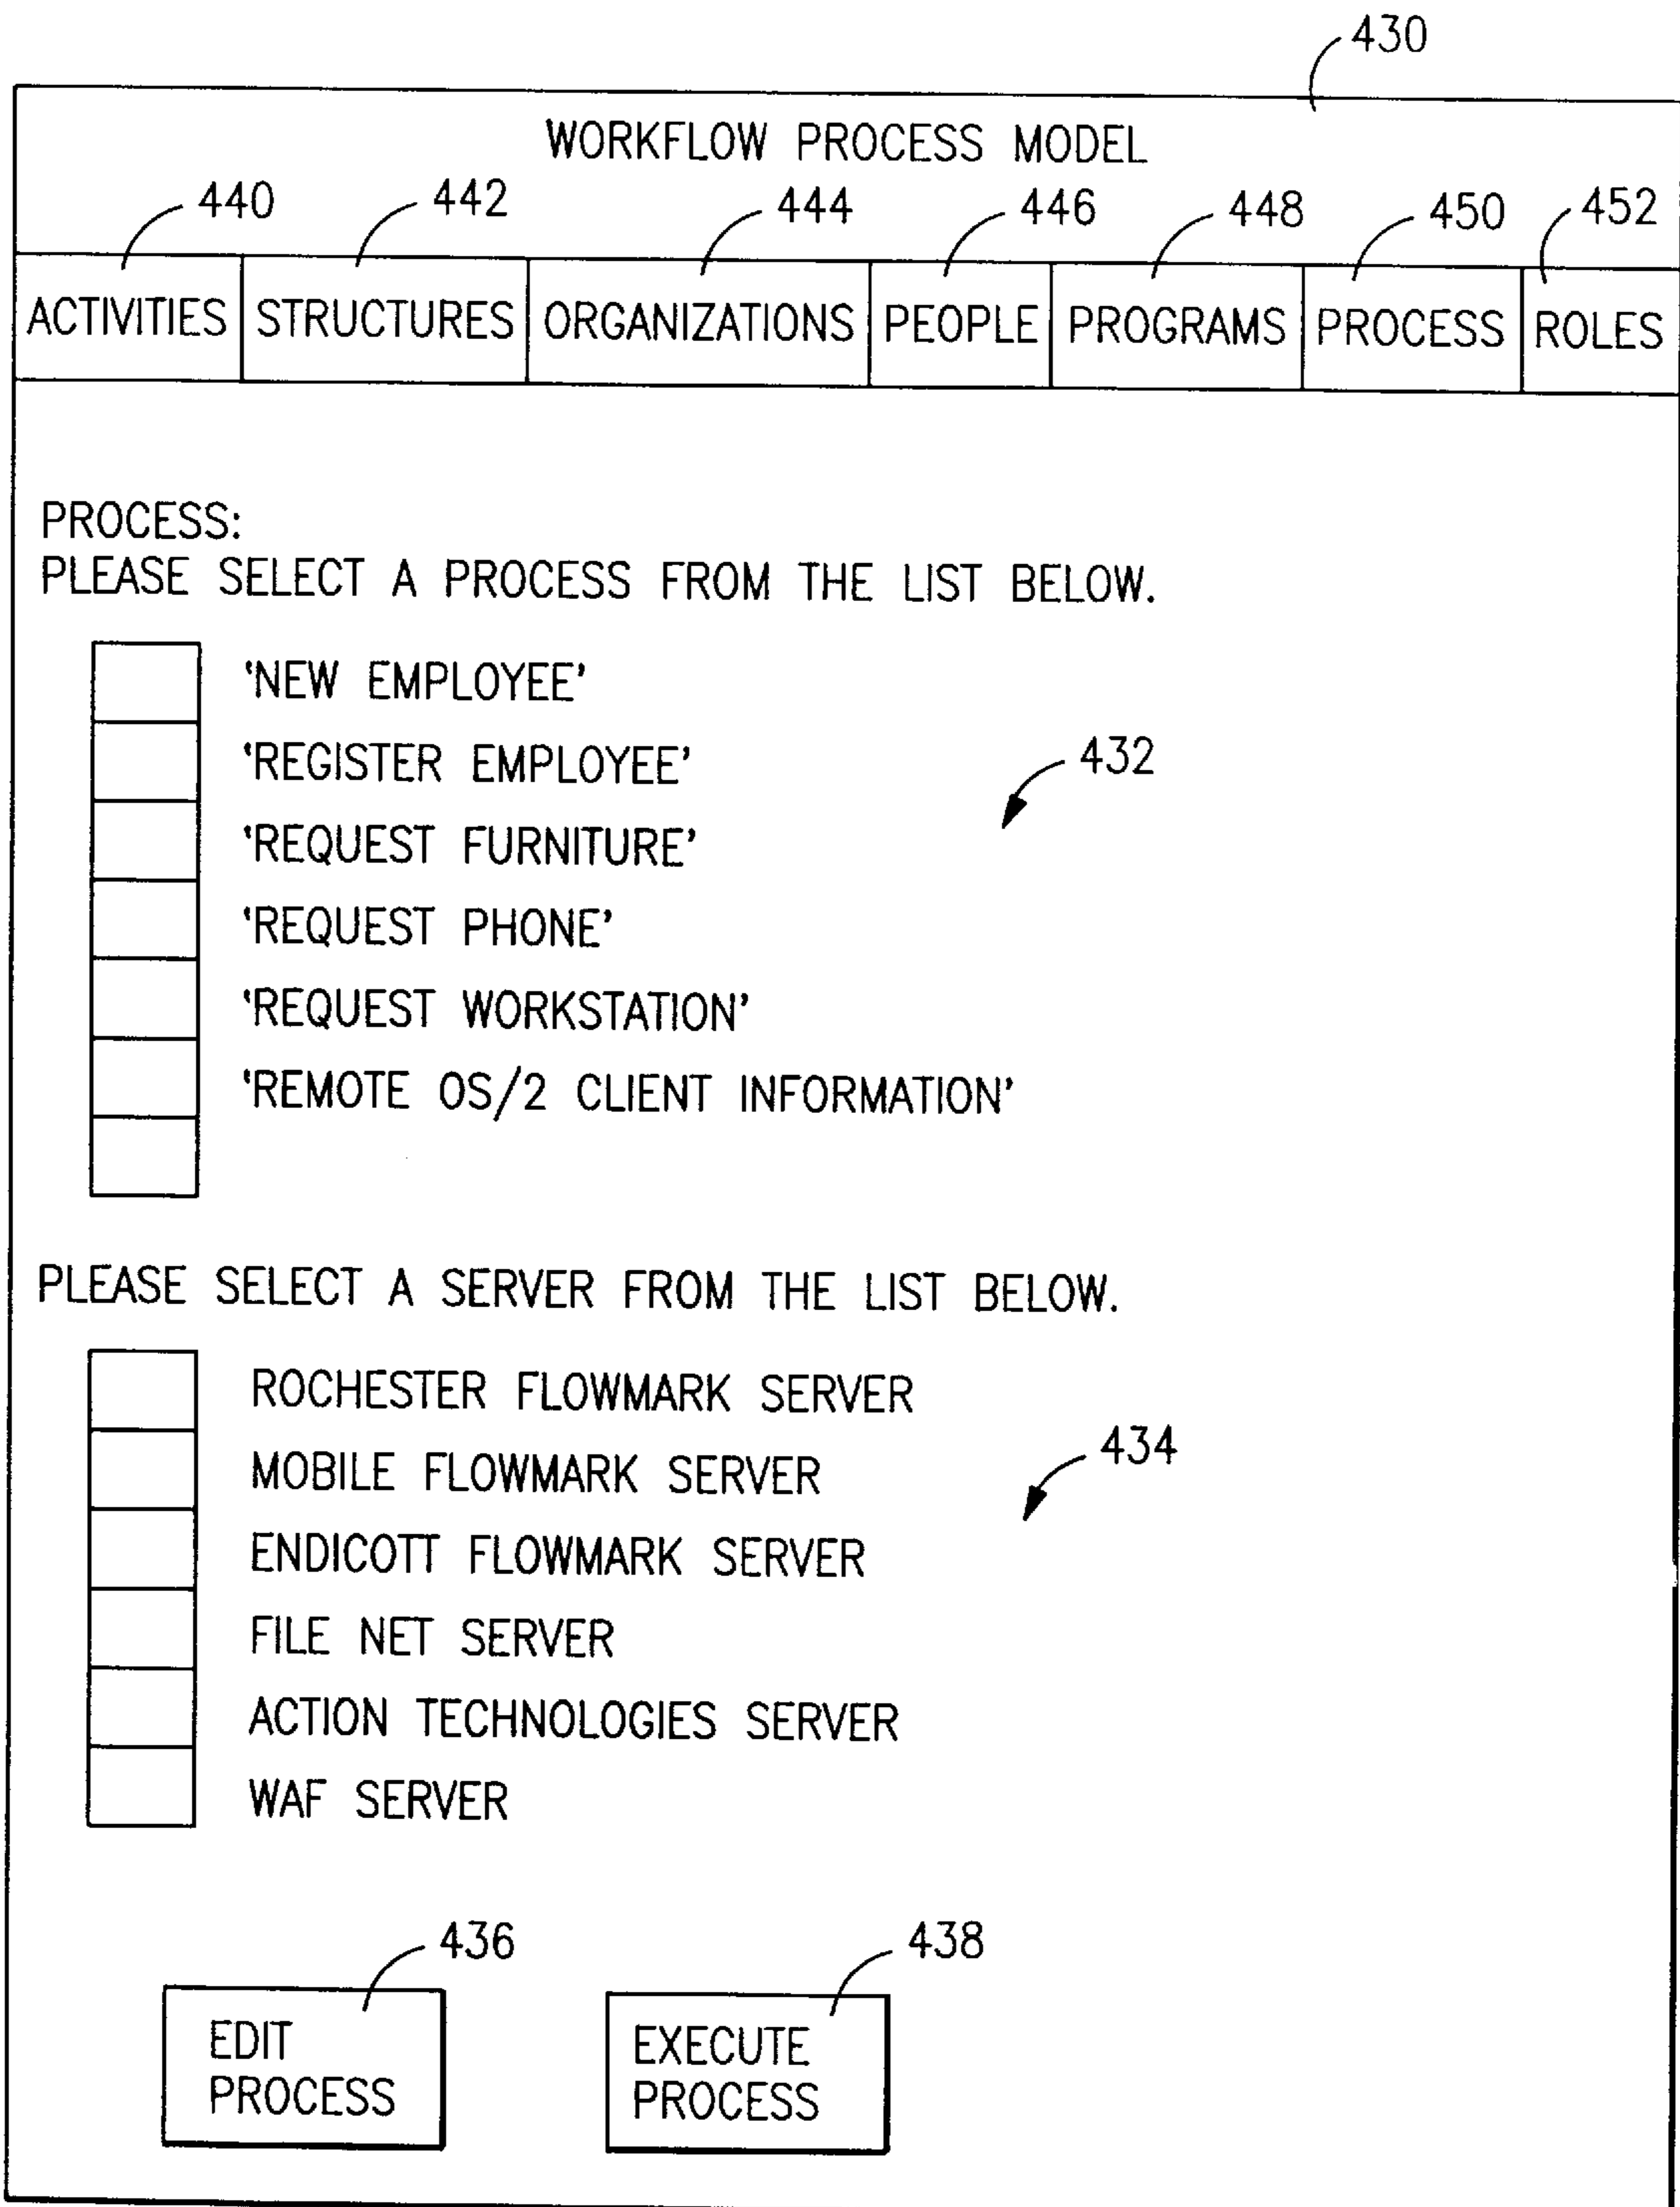 430
WORKFLOW PROCESS MODEL
440 442 444 446 448 450 452
ACTIVITIES STRUCTURES ORGANIZATIONS PEOPLE PROGRAMS PROCESS ROLES
PROCESS:
PLEASE SELECT A PROCESS FROM THE LIST BELOW.
'NEW EMPLOYEE'
'REGISTER EMPLOYEE'
432
'REQUEST FURNITURE'
'REQUEST PHONE'
'REQUEST WORKSTATION'
'REMOTE OS/2 CLIENT INFORMATION'
PLEASE SELECT A SERVER FROM THE LIST BELOW.
ROCHESTER FLOWMARK SERVER
434
MOBILE FLOWMARK SERVER
ENDICOTT FLOWMARK SERVER
FILE NET SERVER
ACTION TECHNOLOGIES SERVER
WAF SERVER
436 438
EDIT
PROCESS
EXECUTE
PROCESS